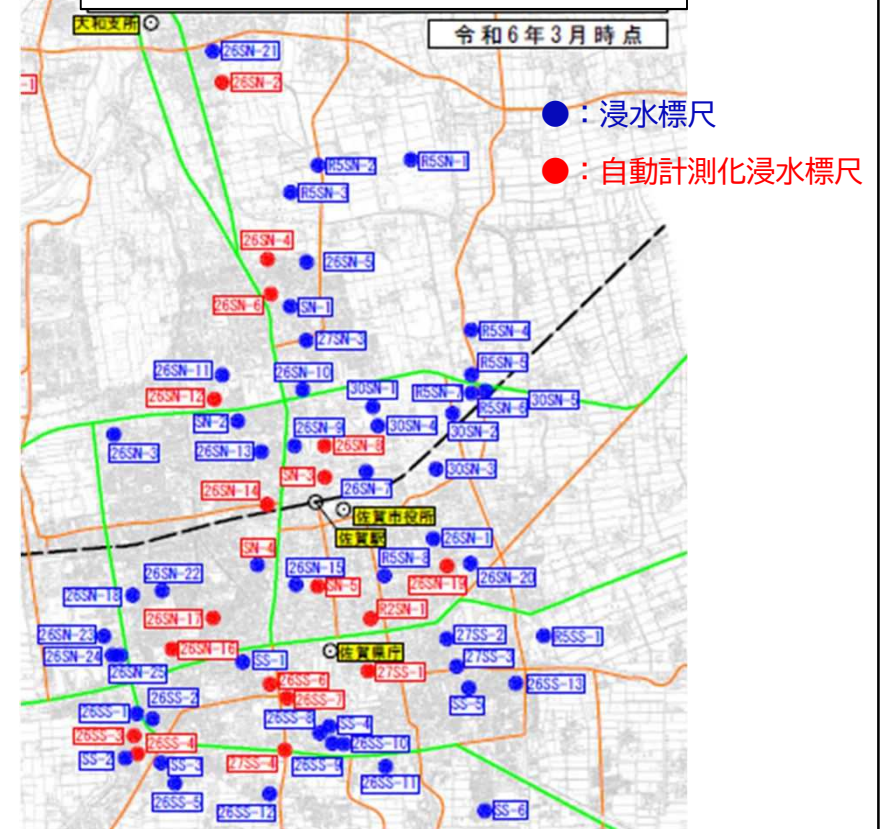 大和支所
令和6年3月時点
26SN-21
-1
26SN-2
●：浸水標尺
R5SN-2
R5SN-1
●：自動計測化浸水標尺
R5SN-3
26SN-4
26SN-5
26SN-6
SN-1
R5SN-4
27SN-3
R5SN-5
26SN-11
26SN-10
30SN-1
R5SN-7
26SN-12
30SN-5
R5SN-6
SN-2
26SN-9
30SN-4
30SN-2
26SN-3
26SN-13
26SN-8
30SN-3
SN-3
26SN-7
26SN-14
佐賀市役所
佐賀駅
26SN-1
SN-4
R5SN-8
26SN-22
26SN-15
26SN-19
26SN-20
26SN-18
SN-5
26SN-17
R2SN-1
26SN-23
27SS-2
R5SS-1
26SN-24
26SN-16
佐賀県庁
27SS-3
26SN-25
SS-1
27SS-1
26SS-6
26SS-13
26SS-2
26SS-7
SS-5
26SS-1
26SS-8
SS-4
26SS-3
26SS-4
26SS-10
SS-2
SS-3
27SS-4
26SS-9
26SS-11
26SS-5
26SS-12
SS-6